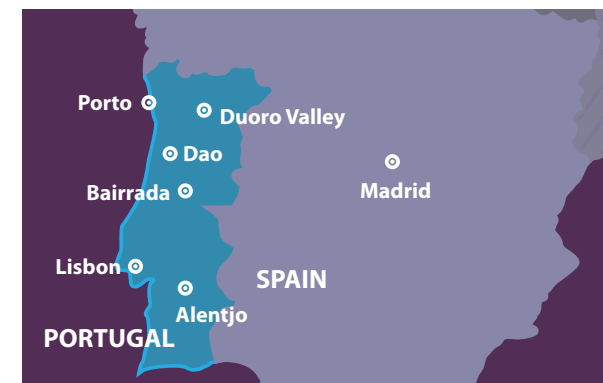 Porto
Duoro Valley
Dao
Bairrada
Madrid
Lisbon
SPAIN
Alentjo
PORTUGAL